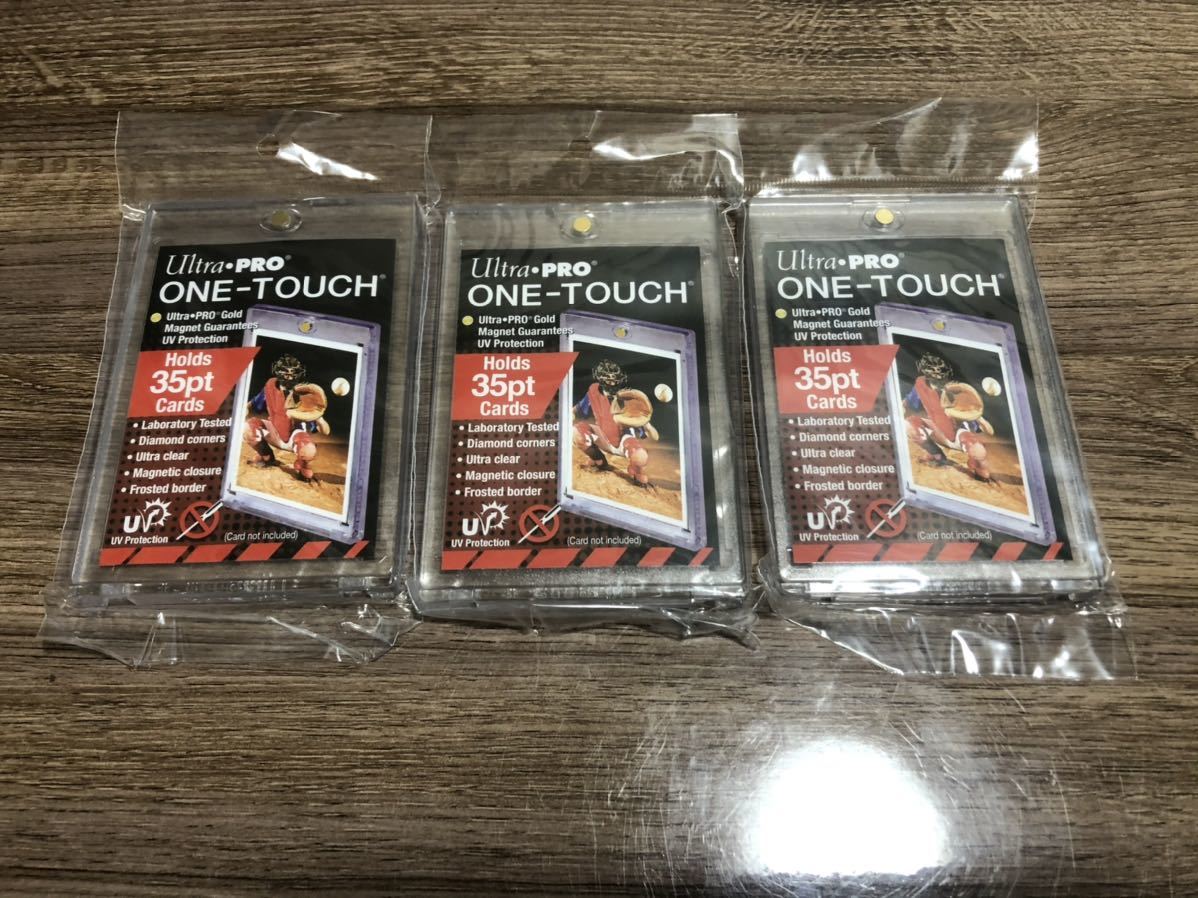 Ultra•PRO®
ONE-TOUCH®
Ultra•PRO® Gold
Magnet Guarantees
UV Protection
Holds
35pt
Cards
• Laboratory Tested
• Diamond corners
• Ultra clear
• Magnetic closure
• Frosted border
UV
UV Protection
(Card not included)
Ultra•PRO®
ONE-TOUCH®
Ultra•PRO® Gold
Magnet Guarantees
UV Protection
Holds
35pt
Cards
• Laboratory Tested
• Diamond corners
• Ultra clear
• Magnetic closure
• Frosted border
UV
UV Protection
(Card not included)
Ultra•PRO®
ONE-TOUCH®
Ultra•PRO® Gold
Magnet Guarantees
UV Protection
Holds
35pt
Cards
• Laboratory Tested
• Diamond corners
• Ultra clear
• Magnetic closure
• Frosted border
UV
UV Protection
(Card not included)